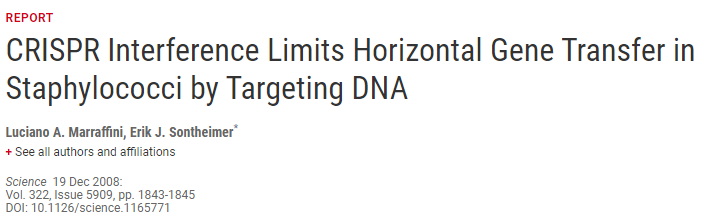 REPORT
CRISPR Interference Limits Horizontal Gene Transfer in
Staphylococci by Targeting DNA
Luciano A. Marraffini, Erik J. Sontheimer*
+ See all authors and affiliations
Science 19 Dec 2008:
Vol. 322, Issue 5909, pp. 1843-1845
DOI: 10.1126/science.1165771